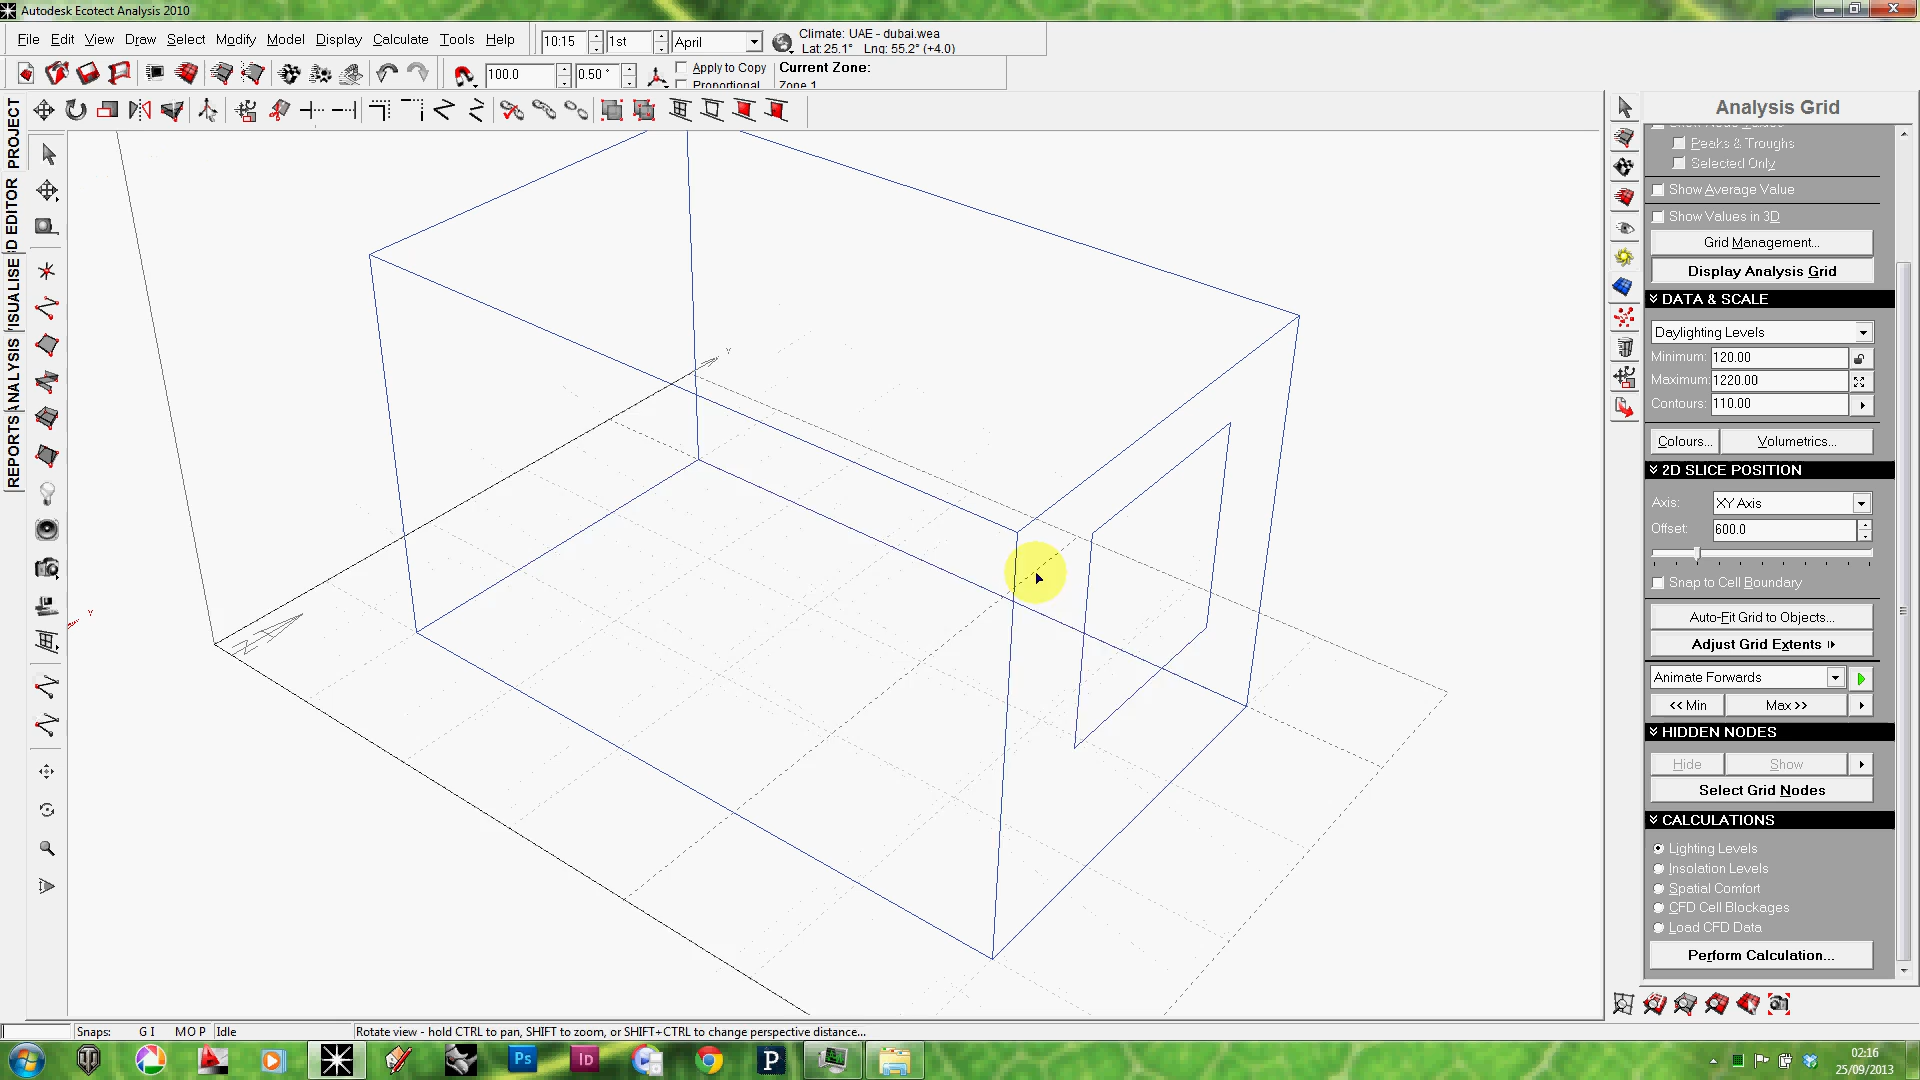 Autodesk Ecotect Analysis 2010
File Edit View Draw Select Modify Model Display Calculate Tools Help
10:15 1st April
Climate: UAE - dubai.wea
Lat: 25.1° Lng: 55.2° (+4.0)
100.0 0.50 °
Apply to Copy
Proportional
Current Zone:
Zone 1
PROJECT
3D EDITOR
VISUALISE
ANALYSIS
REPORTS
Y
Y
N
Analysis Grid
Show Node Values
Peaks & Troughs
Selected Only
Show Average Value
Show Values in 3D
Grid Management...
Display Analysis Grid
DATA & SCALE
Daylighting Levels
Minimum: 120.00
Maximum: 1220.00
Contours: 110.00
Colours... Volumetrics...
2D SLICE POSITION
Axis: XY Axis
Offset: 600.0
Snap to Cell Boundary
Auto-Fit Grid to Objects...
Adjust Grid Extents
Animate Forwards
<< Min Max >>
HIDDEN NODES
Hide Show
Select Grid Nodes
CALCULATIONS
Lighting Levels
Insolation Levels
Spatial Comfort
CFD Cell Blockages
Load CFD Data
Perform Calculation...
Snaps: G I M O P Idle Rotate view - hold CTRL to pan, SHIFT to zoom, or SHIFT+CTRL to change perspective distance...
Ps Id P
02:16
25/09/2013